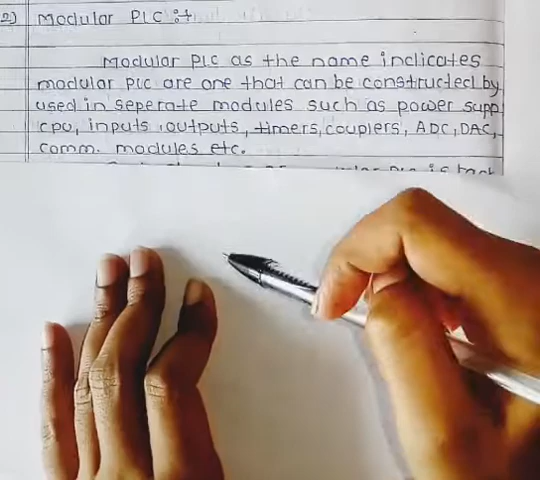 2) Modular PLC :+
Modular PLC as the name indicates
modular PLC are one that can be constructed by
used in seperate modules such as power supp
cpu, inputs, outputs, timers, couplers, ADC, DAC,
comm. modules etc.